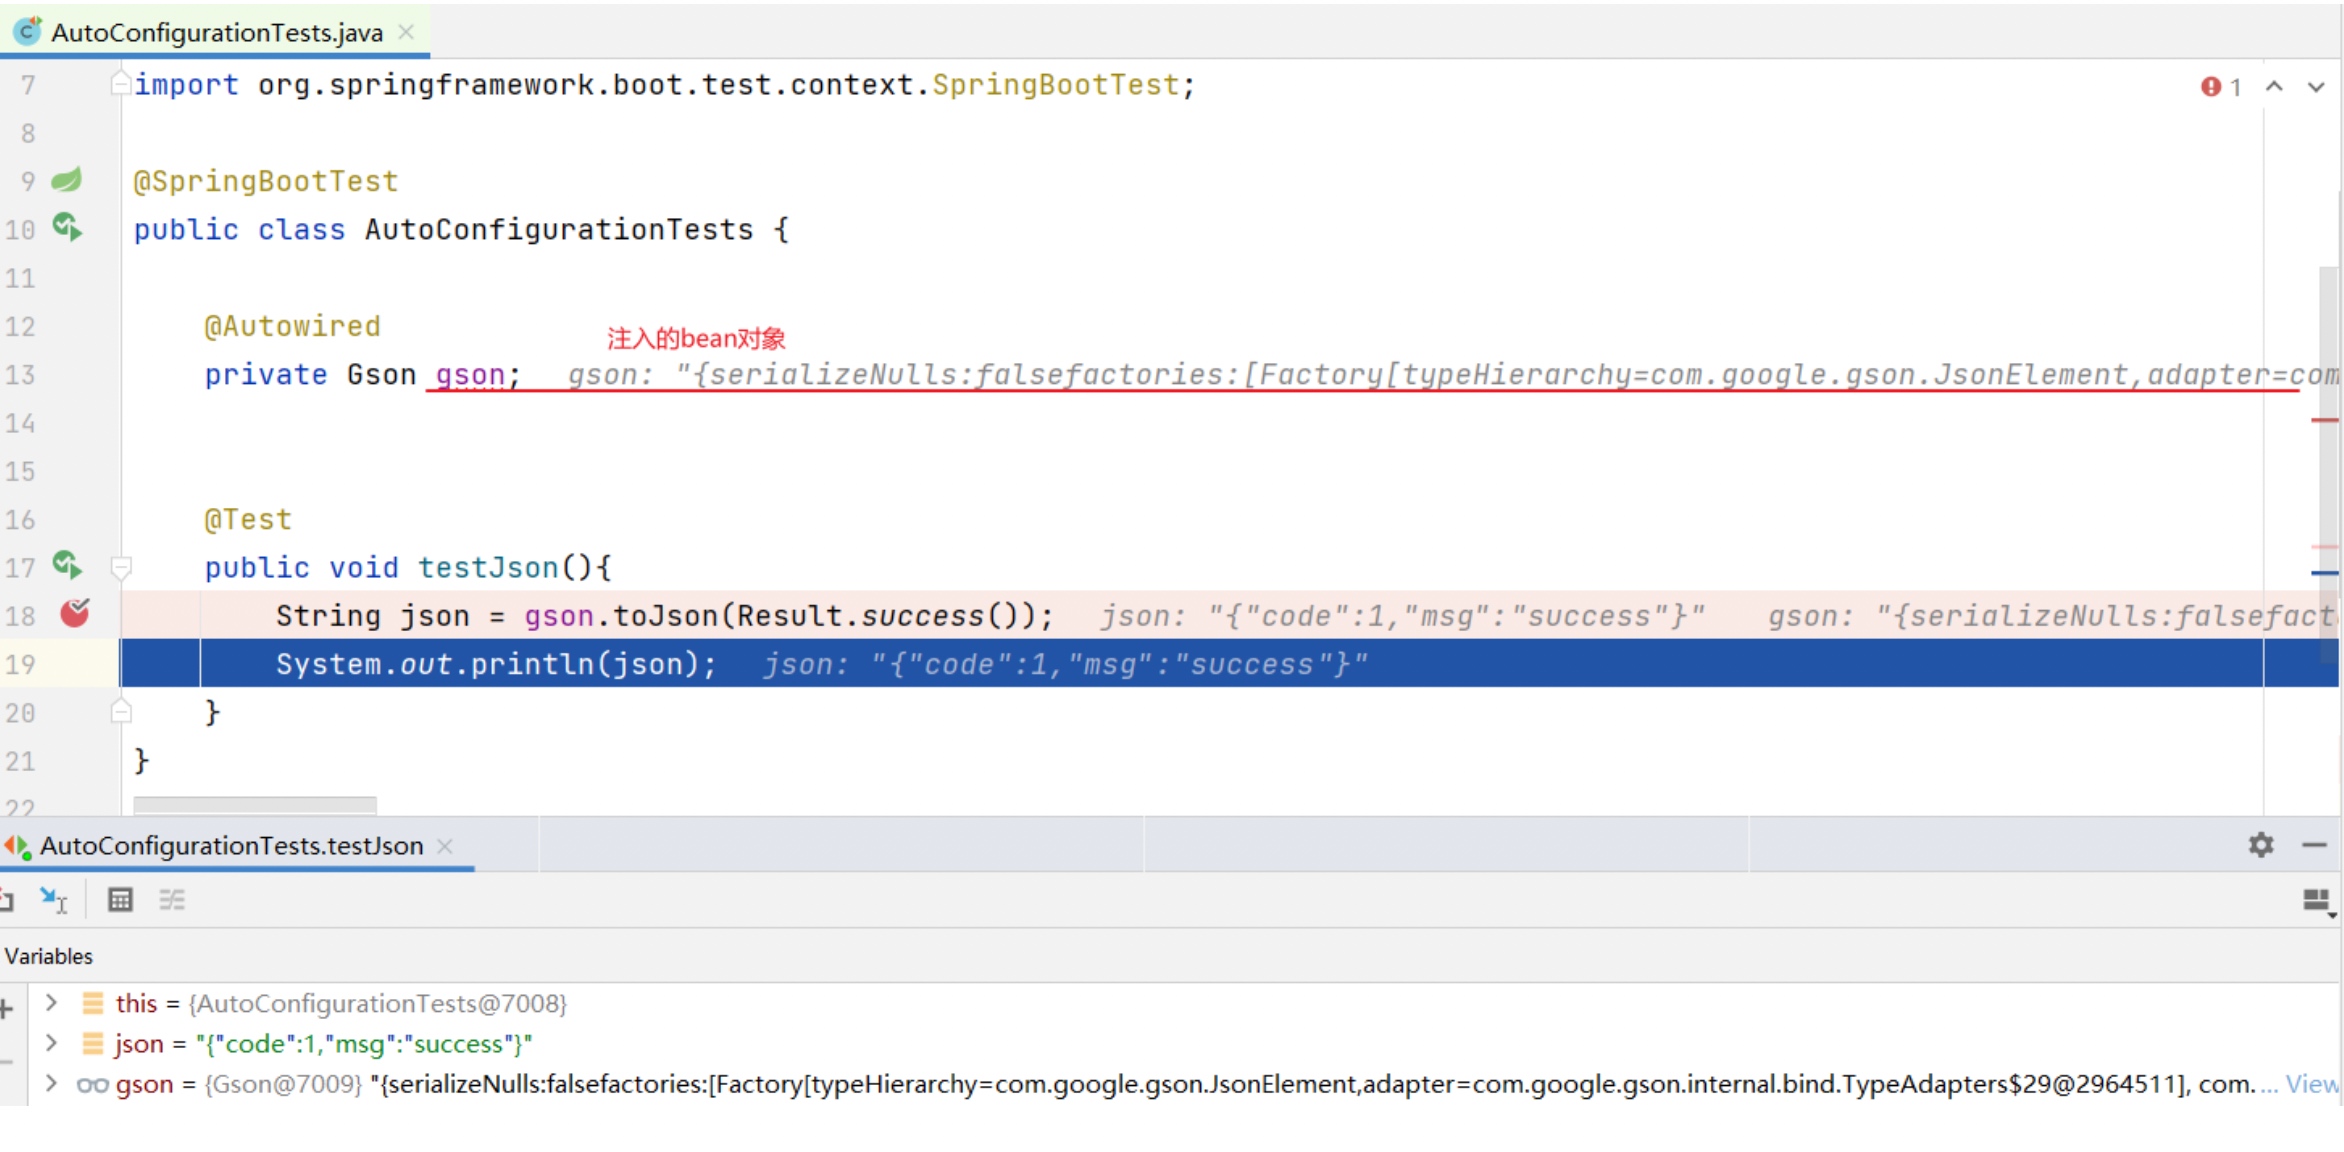 AutoConfigurationTests.java
7 import org.springframework.boot.test.context.SpringBootTest; 1
8
9 @SpringBootTest
10 public class AutoConfigurationTests {
11
12 @Autowired
注入的bean对象
13 private Gson gson; gson: "{serializeNulls:falsefactories:[Factory[typeHierarchy=com.google.gson.JsonElement,adapter=com
14
15
16 @Test
17 public void testJson(){
18 String json = gson.toJson(Result.success()); json: "{"code":1,"msg":"success"}" gson: "{serializeNulls:falsefact
19 System.out.println(json); json: "{"code":1,"msg":"success"}"
20 }
21 }
22
AutoConfigurationTests.testJson
Variables
this = {AutoConfigurationTests@7008}
json = "{"code":1,"msg":"success"}"
gson = {Gson@7009} "{serializeNulls:falsefactories:[Factory[typeHierarchy=com.google.gson.JsonElement,adapter=com.google.gson.internal.bind.TypeAdapters$29@2964511], com. ... View